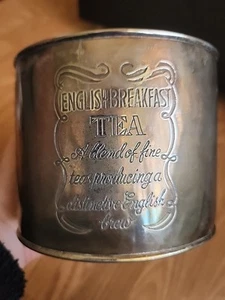 ENGLISH BREAKFAST
TEA
A blend of fine
teas producing a
distinctive English
brew